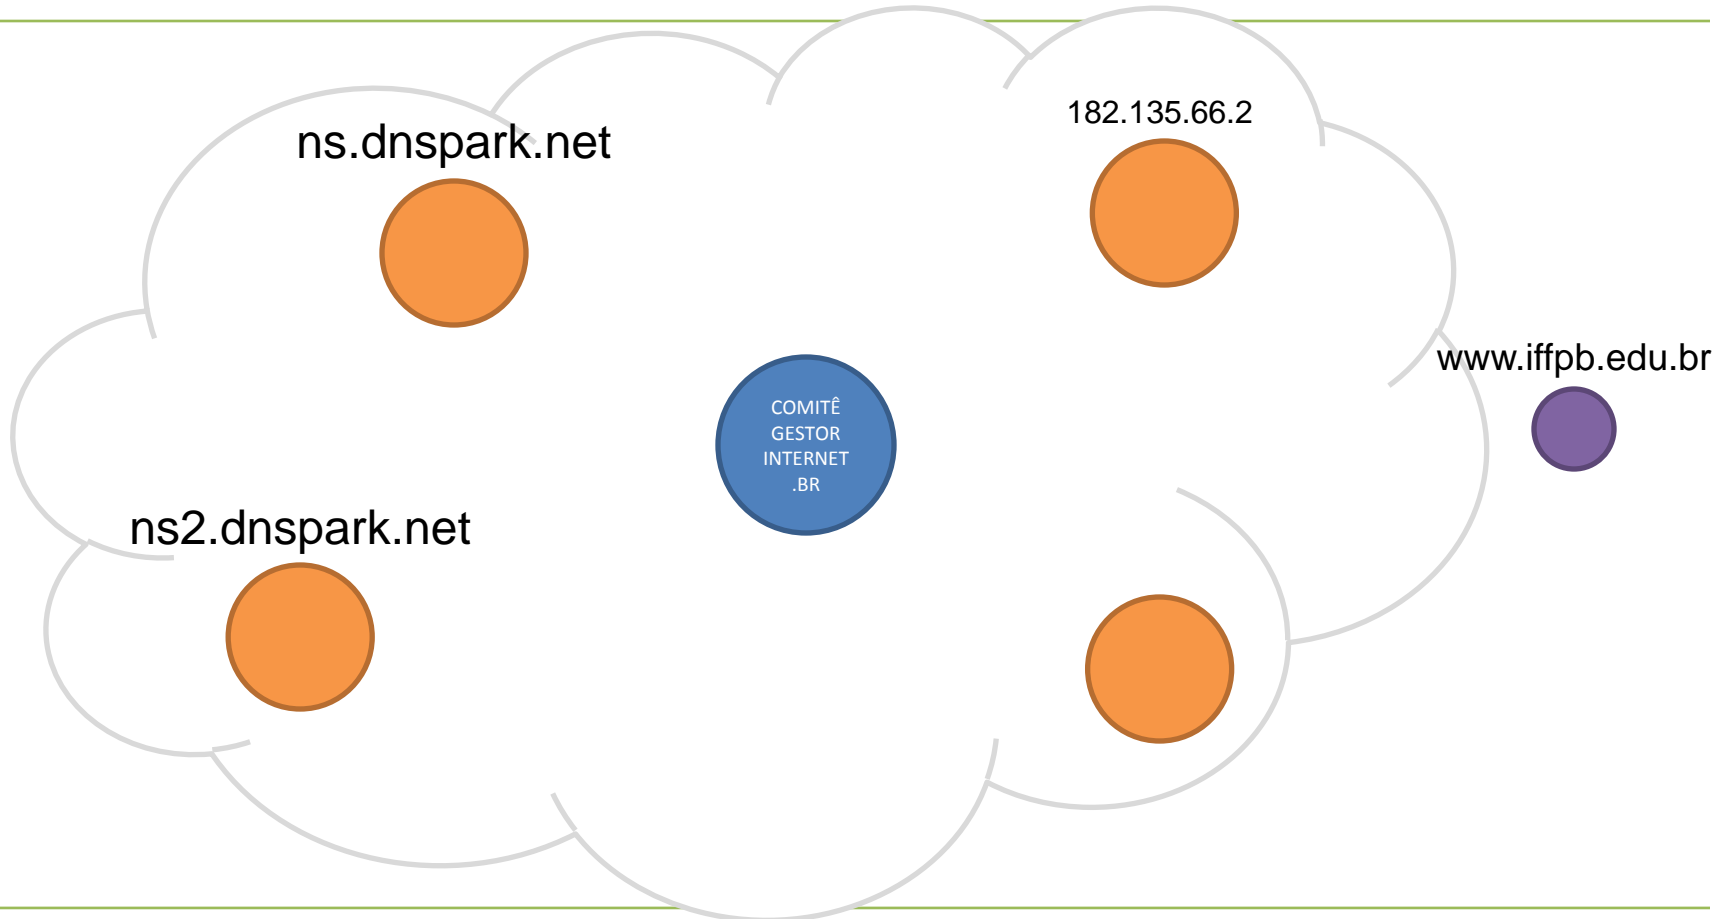 182.135.66.2
ns.dnspark.net
www.iffpb.edu.br
COMITÊ
GESTOR
INTERNET
.BR
ns2.dnspark.net